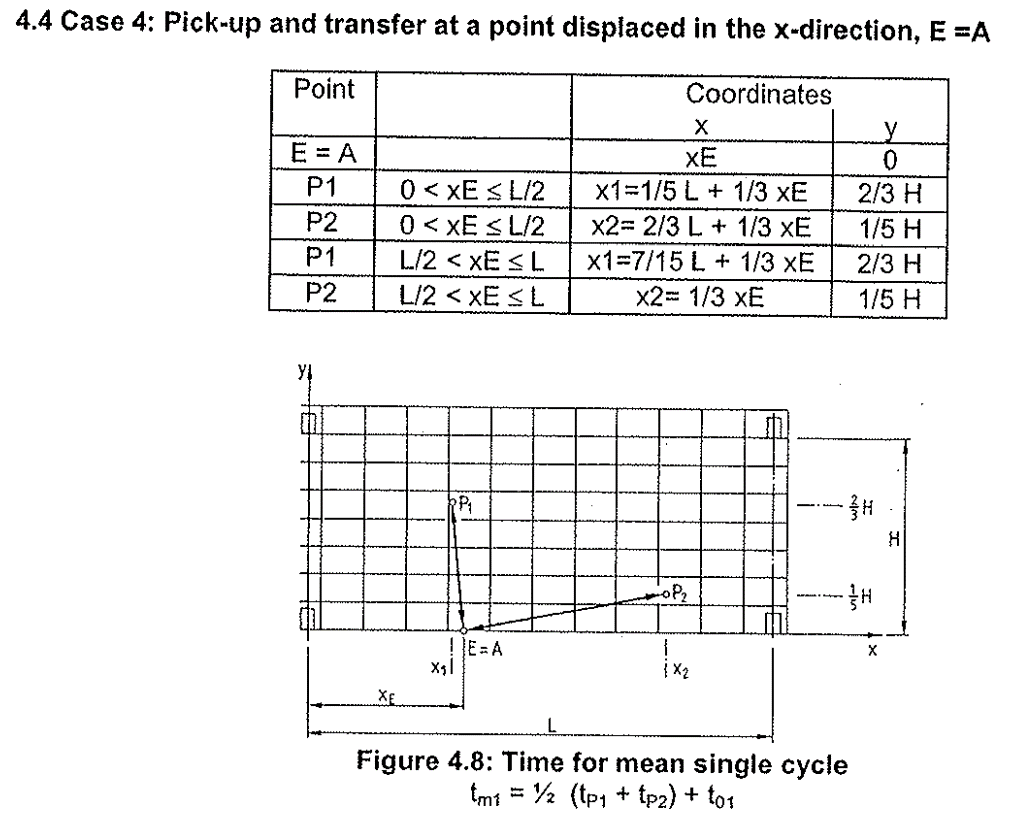 4.4 Case 4: Pick-up and transfer at a point displaced in the x-direction, E =A
Point Coordinates
x y
E = A xE 0
P1 0 < xE ≤ L/2 x1=1/5 L + 1/3 xE 2/3 H
P2 0 < xE ≤ L/2 x2= 2/3 L + 1/3 xE 1/5 H
P1 L/2 < xE ≤ L x1=7/15 L + 1/3 xE 2/3 H
P2 L/2 < xE ≤ L x2= 1/3 xE 1/5 H
y
P₁
2/3 H
H
P₂
1/5 H
E=A
x
x₁
x₂
xE
L
Figure 4.8: Time for mean single cycle
tm1 = ½ (tP1 + tP2) + t01